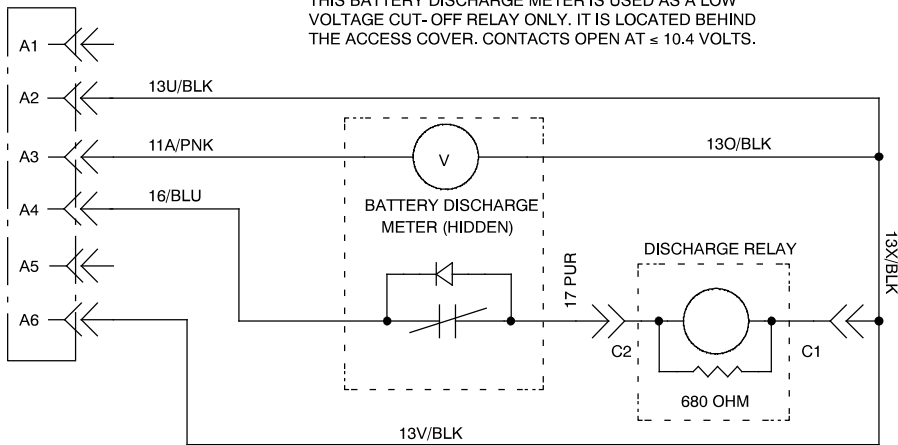 THIS BATTERY DISCHARGE METER IS USED AS A LOW
VOLTAGE CUT- OFF RELAY ONLY. IT IS LOCATED BEHIND
THE ACCESS COVER. CONTACTS OPEN AT ≤ 10.4 VOLTS.
A1
A2
13U/BLK
A3
11A/PNK
V
13O/BLK
A4
16/BLU
BATTERY DISCHARGE
METER (HIDDEN)
DISCHARGE RELAY
13X/BLK
A5
17 PUR
A6
C2
C1
680 OHM
13V/BLK